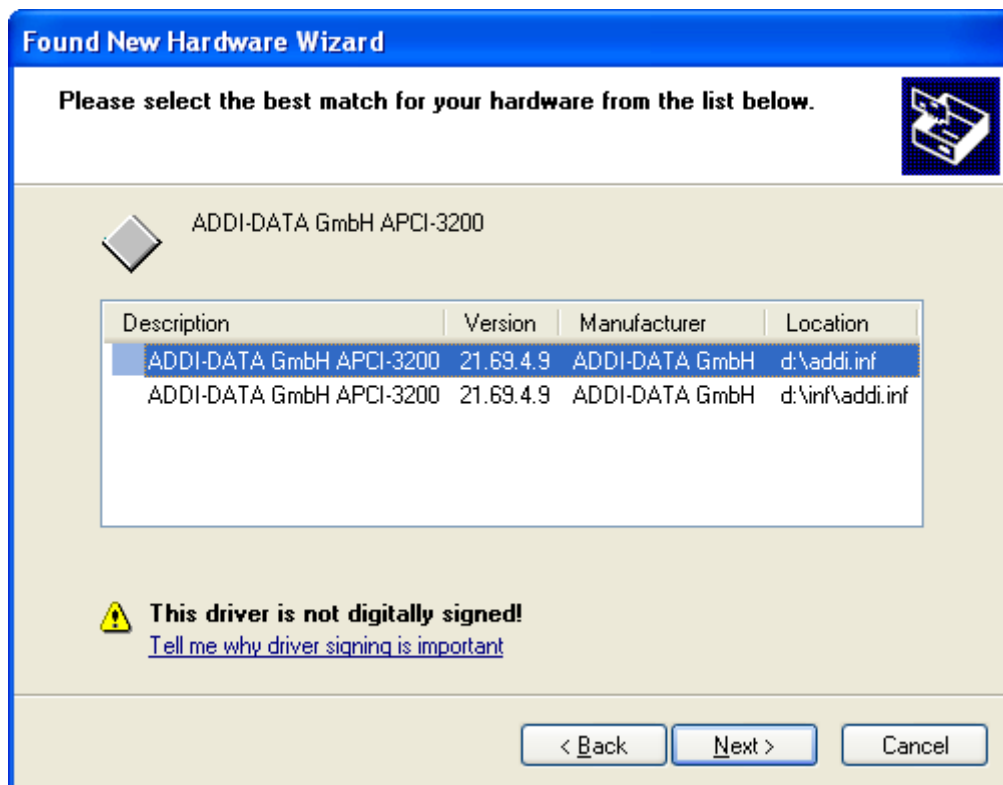 Found New Hardware Wizard
Please select the best match for your hardware from the list below.
ADDI-DATA GmbH APCI-3200
Description Version Manufacturer Location
ADDI-DATA GmbH APCI-3200 21.69.4.9 ADDI-DATA GmbH d:\addi.inf
ADDI-DATA GmbH APCI-3200 21.69.4.9 ADDI-DATA GmbH d:\inf\addi.inf
This driver is not digitally signed!
Tell me why driver signing is important
< Back Next > Cancel